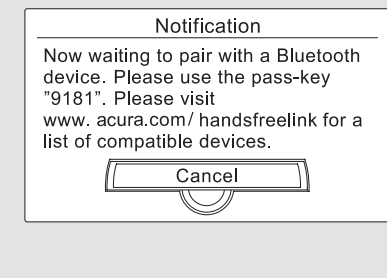 Notification
Now waiting to pair with a Bluetooth
device. Please use the pass-key
"9181". Please visit
www. acura.com/ handsfreelink for a
list of compatible devices.
Cancel